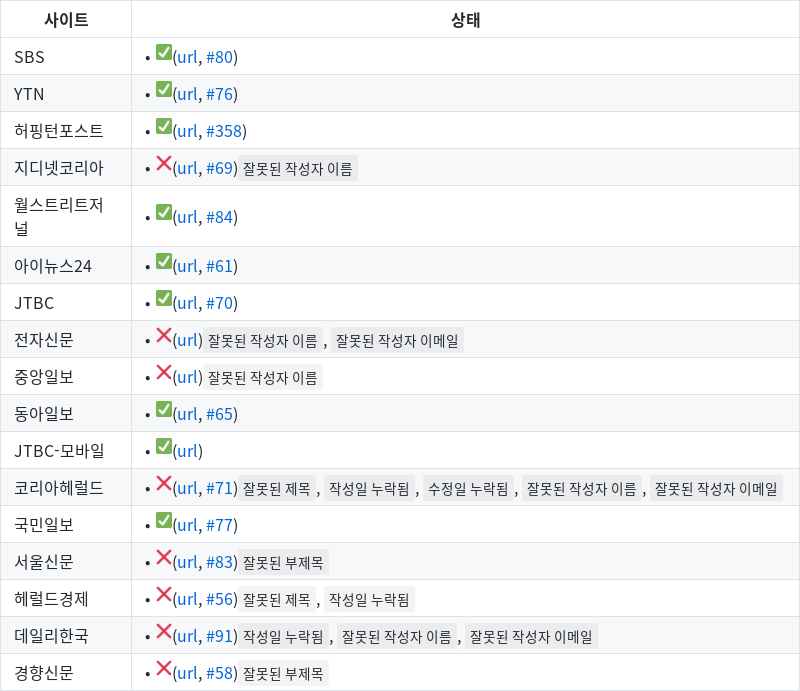 사이트 상태
SBS • ✅(url, #80)
YTN • ✅(url, #76)
허핑턴포스트 • ✅(url, #358)
지디넷코리아 • ❌(url, #69) 잘못된 작성자 이름
월스트리트저
널 • ✅(url, #84)
아이뉴스24 • ✅(url, #61)
JTBC • ✅(url, #70)
전자신문 • ❌(url) 잘못된 작성자 이름 , 잘못된 작성자 이메일
중앙일보 • ❌(url) 잘못된 작성자 이름
동아일보 • ✅(url, #65)
JTBC-모바일 • ✅(url)
코리아헤럴드 • ❌(url, #71) 잘못된 제목 , 작성일 누락됨 , 수정일 누락됨 , 잘못된 작성자 이름 , 잘못된 작성자 이메일
국민일보 • ✅(url, #77)
서울신문 • ❌(url, #83) 잘못된 부제목
헤럴드경제 • ❌(url, #56) 잘못된 제목 , 작성일 누락됨
데일리한국 • ❌(url, #91) 작성일 누락됨 , 잘못된 작성자 이름 , 잘못된 작성자 이메일
경향신문 • ❌(url, #58) 잘못된 부제목